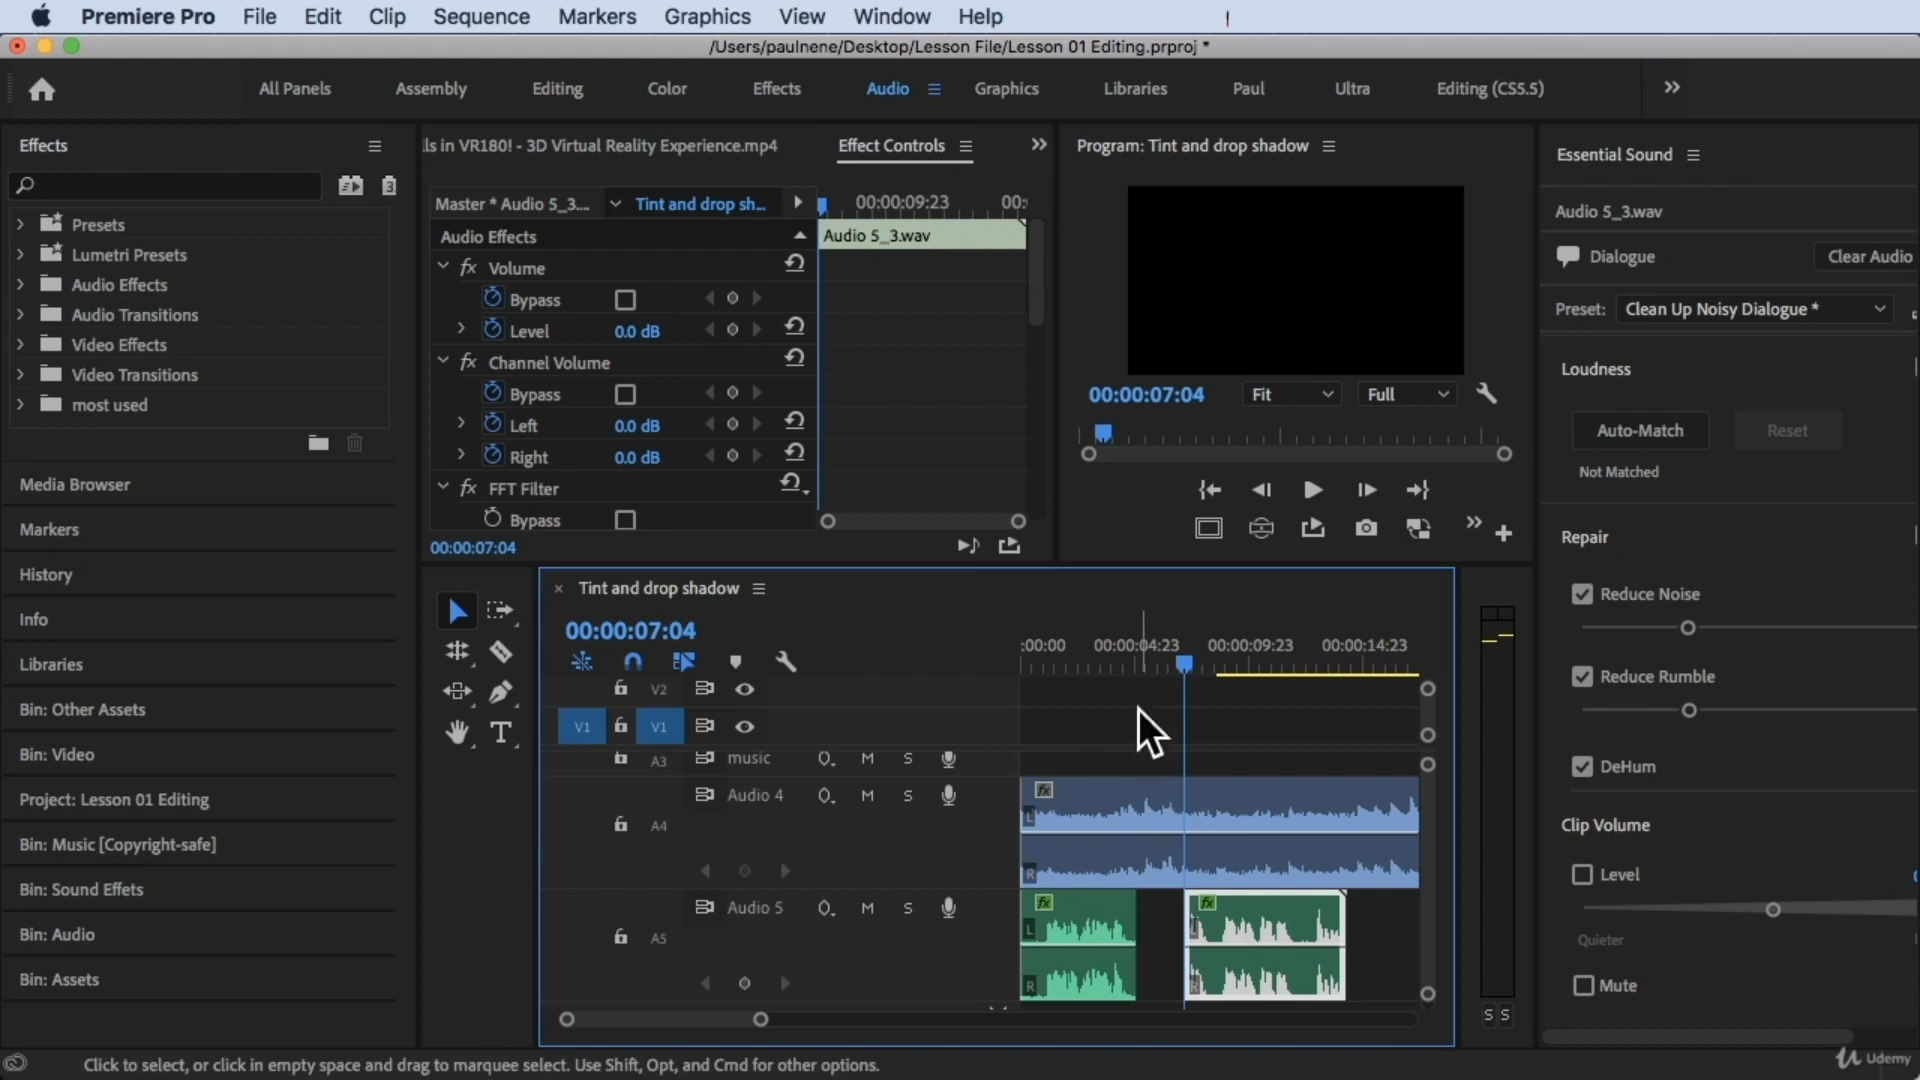 Premiere Pro File Edit Clip Sequence Markers Graphics View Window Help
/Users/paulnene/Desktop/Lesson File/Lesson 01 Editing.prproj *
All Panels Assembly Editing Color Effects Audio Graphics Libraries Paul Ultra Editing (CS5.5)
Effects
3
Presets
Lumetri Presets
Audio Effects
Audio Transitions
Video Effects
Video Transitions
most used
Media Browser
Markers
History
Info
Libraries
Bin: Other Assets
Bin: Video
Project: Lesson 01 Editing
Bin: Music [Copyright-safe]
Bin: Sound Effets
Bin: Audio
Bin: Assets
ls in VR180! - 3D Virtual Reality Experience.mp4 Effect Controls
Master * Audio 5_3.... Tint and drop sh... 00:00:09:23 00:
Audio Effects Audio 5_3.wav
fx Volume
Bypass
Level 0.0 dB
fx Channel Volume
Bypass
Left 0.0 dB
Right 0.0 dB
fx FFT Filter
Bypass
00:00:07:04
Program: Tint and drop shadow
00:00:07:04 Fit Full
× Tint and drop shadow
00:00:07:04
:00:00 00:00:04:23 00:00:09:23 00:00:14:23
V2
V1 V1
A3 music M S
Audio 4 M S
A4
fx
L
R
Audio 5 M S
A5
fx fx
L L
R R
S S
Essential Sound
Audio 5_3.wav
Dialogue Clear Audio
Preset: Clean Up Noisy Dialogue *
Loudness
Auto-Match Reset
Not Matched
Repair
Reduce Noise
Reduce Rumble
DeHum
Clip Volume
Level
Quieter
Mute
Click to select, or click in empty space and drag to marquee select. Use Shift, Opt, and Cmd for other options.
Udemy